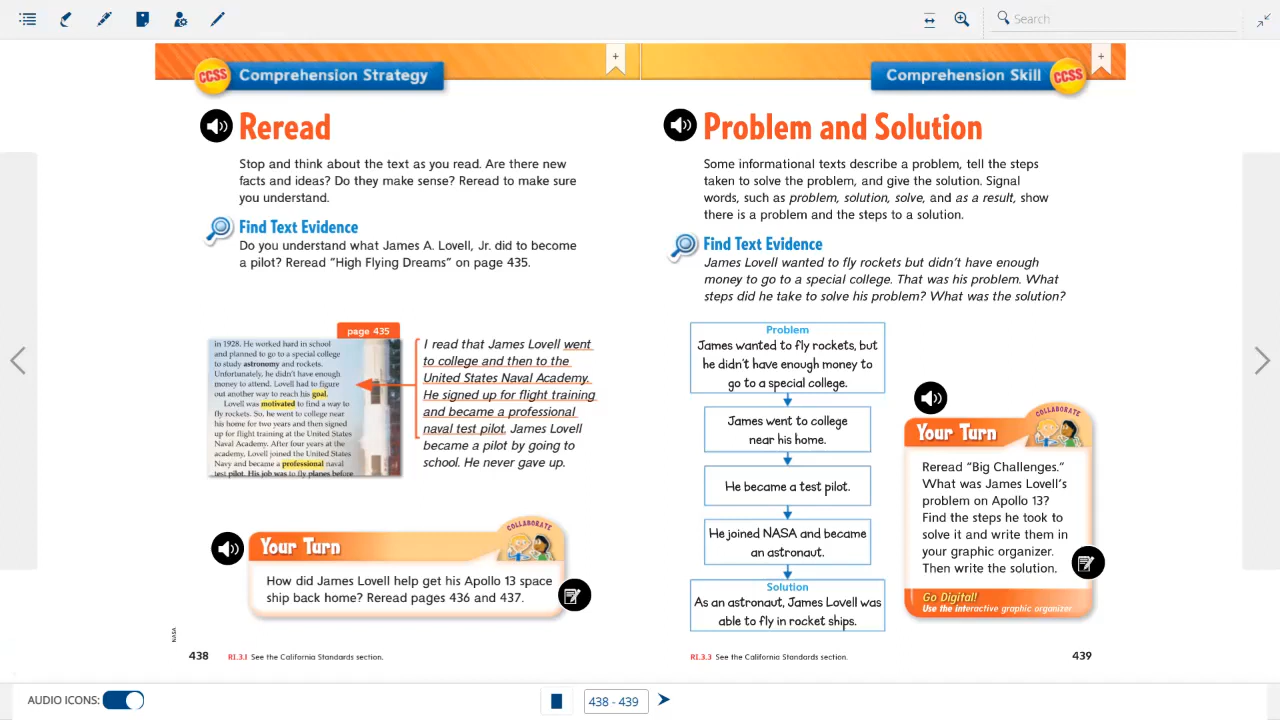 Search
CCSS
Comprehension Strategy
Reread
Stop and think about the text as you read. Are there new
facts and ideas? Do they make sense? Reread to make sure
you understand.
Find Text Evidence
Do you understand what James A. Lovell, Jr. did to become
a pilot? Reread “High Flying Dreams” on page 435.
page 435
in 1928. He worked hard in school
and planned to go to a special college
to study astronomy and rockets.
Unfortunately, he didn't have enough
money to attend. Lovell had to figure
out another way to reach his goal.
Lovell was motivated to find a way to
fly rockets. So, he went to college near
his home for two years and then signed
up for flight training at the United States
Naval Academy. After four years at the
academy, Lovell joined the United States
Navy and became a professional naval
test pilot. His job was to fly planes before
I read that James Lovell went
to college and then to the
United States Naval Academy.
He signed up for flight training
and became a professional
naval test pilot. James Lovell
became a pilot by going to
school. He never gave up.
COLLABORATE
Your Turn
How did James Lovell help get his Apollo 13 space
ship back home? Reread pages 436 and 437.
NASA
438
RI.3.1 See the California Standards section.
Comprehension Skill
CCSS
Problem and Solution
Some informational texts describe a problem, tell the steps
taken to solve the problem, and give the solution. Signal
words, such as problem, solution, solve, and as a result, show
there is a problem and the steps to a solution.
Find Text Evidence
James Lovell wanted to fly rockets but didn't have enough
money to go to a special college. That was his problem. What
steps did he take to solve his problem? What was the solution?
Problem
James wanted to fly rockets, but
he didn't have enough money to
go to a special college.
James went to college
near his home.
He became a test pilot.
He joined NASA and became
an astronaut.
Solution
As an astronaut, James Lovell was
able to fly in rocket ships.
COLLABORATE
Your Turn
Reread “Big Challenges.”
What was James Lovell's
problem on Apollo 13?
Find the steps he took to
solve it and write them in
your graphic organizer.
Then write the solution.
Go Digital!
Use the interactive graphic organizer
RI.3.3 See the California Standards section.
439
AUDIO ICONS:
438 - 439